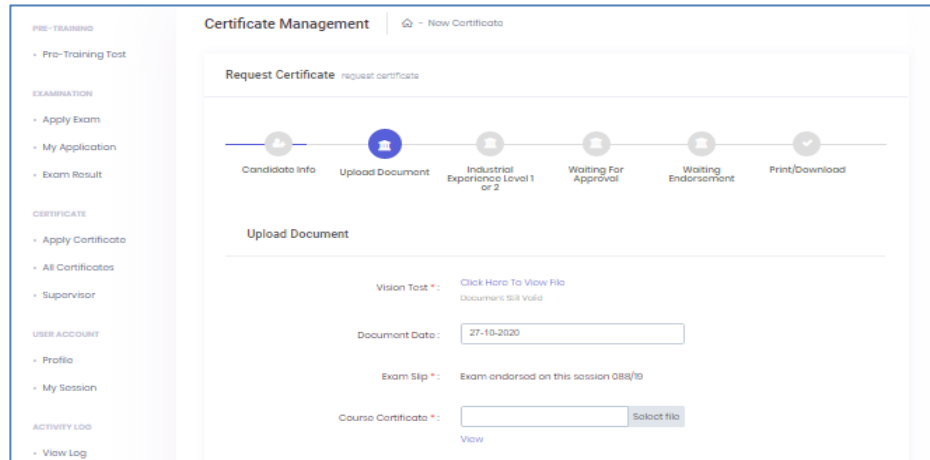 PRE-TRAINING
Pre-Training Test
EXAMINATION
Apply Exam
My Application
Exam Result
CERTIFICATE
Apply Certificate
All Certificates
Supervisor
USER ACCOUNT
Profile
My Session
ACTIVITY LOG
View Log
Certificate Management - New Certificate
Request Certificate request certificate
Candidate Info
Upload Document
Industrial
Experience Level 1
or 2
Waiting For
Approval
Waiting
Endorsement
Print/Download
Upload Document
Vision Test * : Click Here To View File
Document Still Valid
Document Date : 27-10-2020
Exam Slip * : Exam endorsed on this session 088/19
Course Certificate * : Select file
View